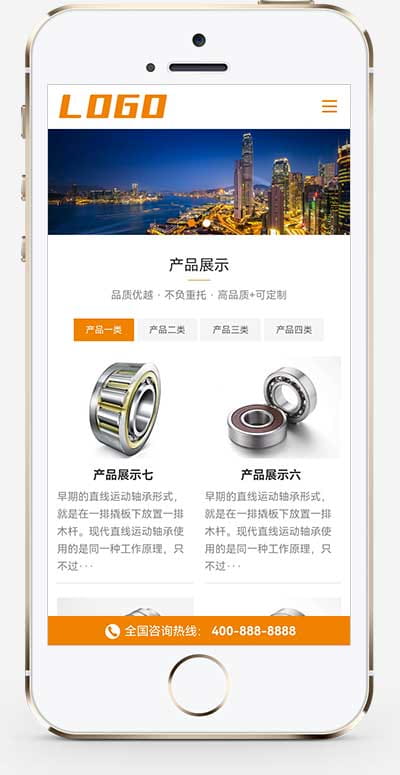 LOGO
产品展示
品质优越 · 不负重托 · 高品质+可定制
产品一类 产品二类 产品三类 产品四类
产品展示七
早期的直线运动轴承形式，
就是在一排撬板下放置一排
木杆。现代直线运动轴承使
用的是同一种工作原理，只
不过···
产品展示六
早期的直线运动轴承形式，
就是在一排撬板下放置一排
木杆。现代直线运动轴承使
用的是同一种工作原理，只
不过···
全国咨询热线： 400-888-8888